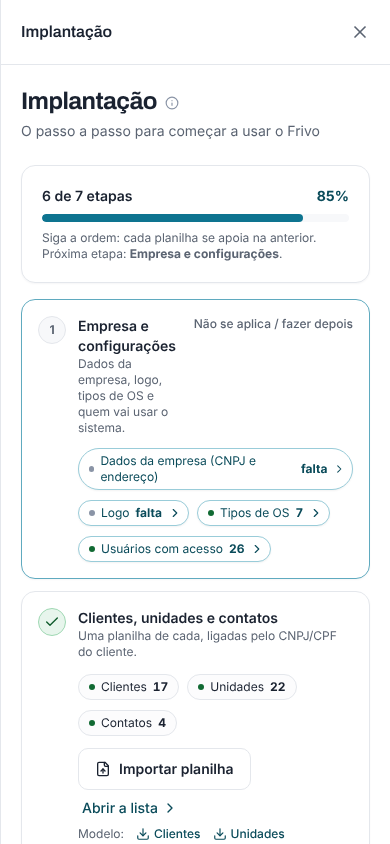 Implantação
Implantação
O passo a passo para começar a usar o Frivo
6 de 7 etapas 85%
Siga a ordem: cada planilha se apoia na anterior.
Próxima etapa: Empresa e configurações.
1
Empresa e
configurações
Não se aplica / fazer depois
Dados da
empresa, logo,
tipos de OS e
quem vai usar o
sistema.
Dados da empresa (CNPJ e
endereço) falta
Logo falta Tipos de OS 7
Usuários com acesso 26
Clientes, unidades e contatos
Uma planilha de cada, ligadas pelo CNPJ/CPF
do cliente.
Clientes 17 Unidades 22
Contatos 4
Importar planilha
Abrir a lista
Modelo: Clientes Unidades